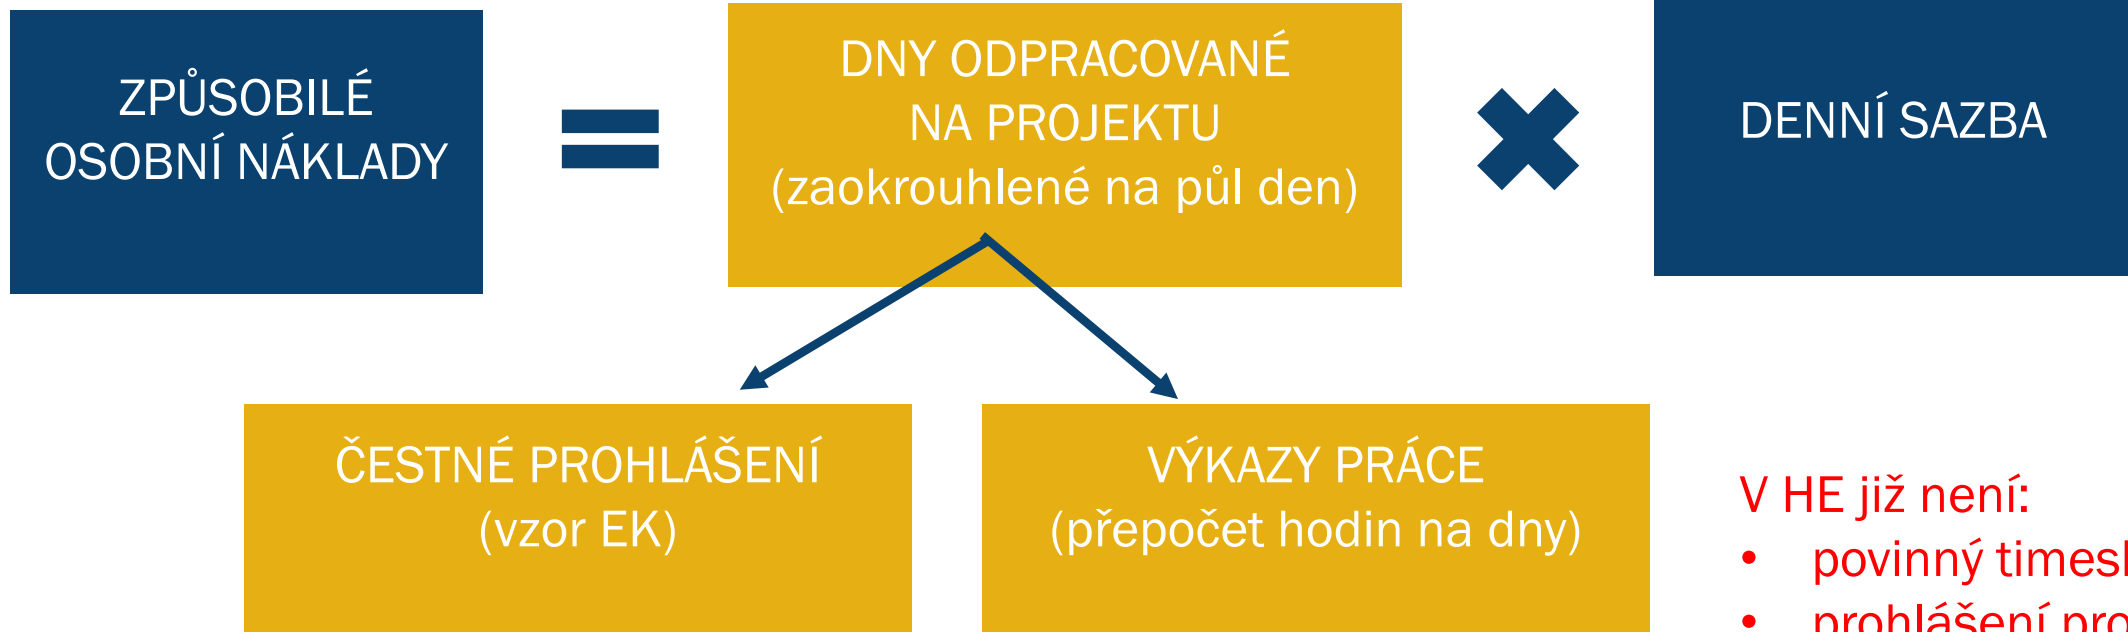 ZPŮSOBILÉ
OSOBNÍ NÁKLADY
DNY ODPRACOVANÉ
NA PROJEKTU
(zaokrouhlené na půl den)
DENNÍ SAZBA
ČESTNÉ PROHLÁŠENÍ
(vzor EK)
VÝKAZY PRÁCE
(přepočet hodin na dny)
V HE již není:
• povinný
• prohlášení